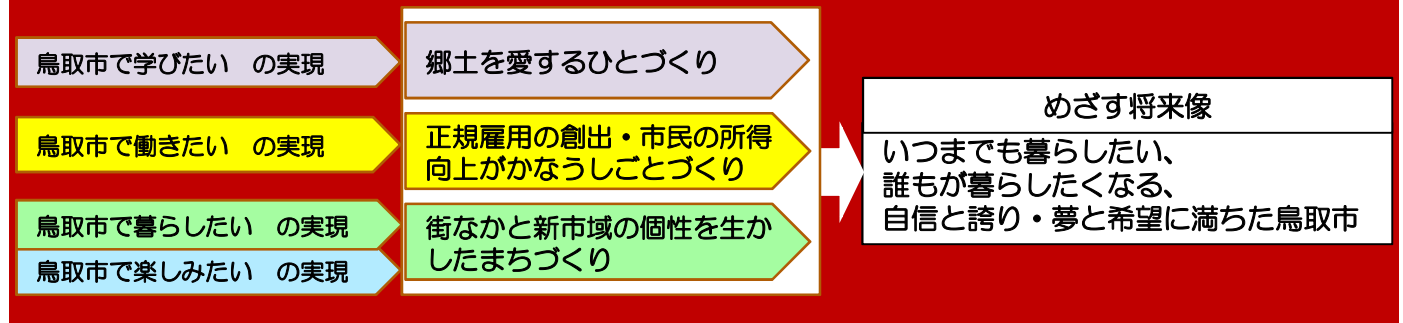 鳥取市で学びたい　の実現
郷土を愛するひとづくり
鳥取市で働きたい　の実現
正規雇用の創出・市民の所得
向上がかなうしごとづくり
鳥取市で暮らしたい　の実現
鳥取市で楽しみたい　の実現
街なかと新市域の個性を生か
したまちづくり
めざす将来像
いつまでも暮らしたい、
誰もが暮らしたくなる、
自信と誇り・夢と希望に満ちた鳥取市